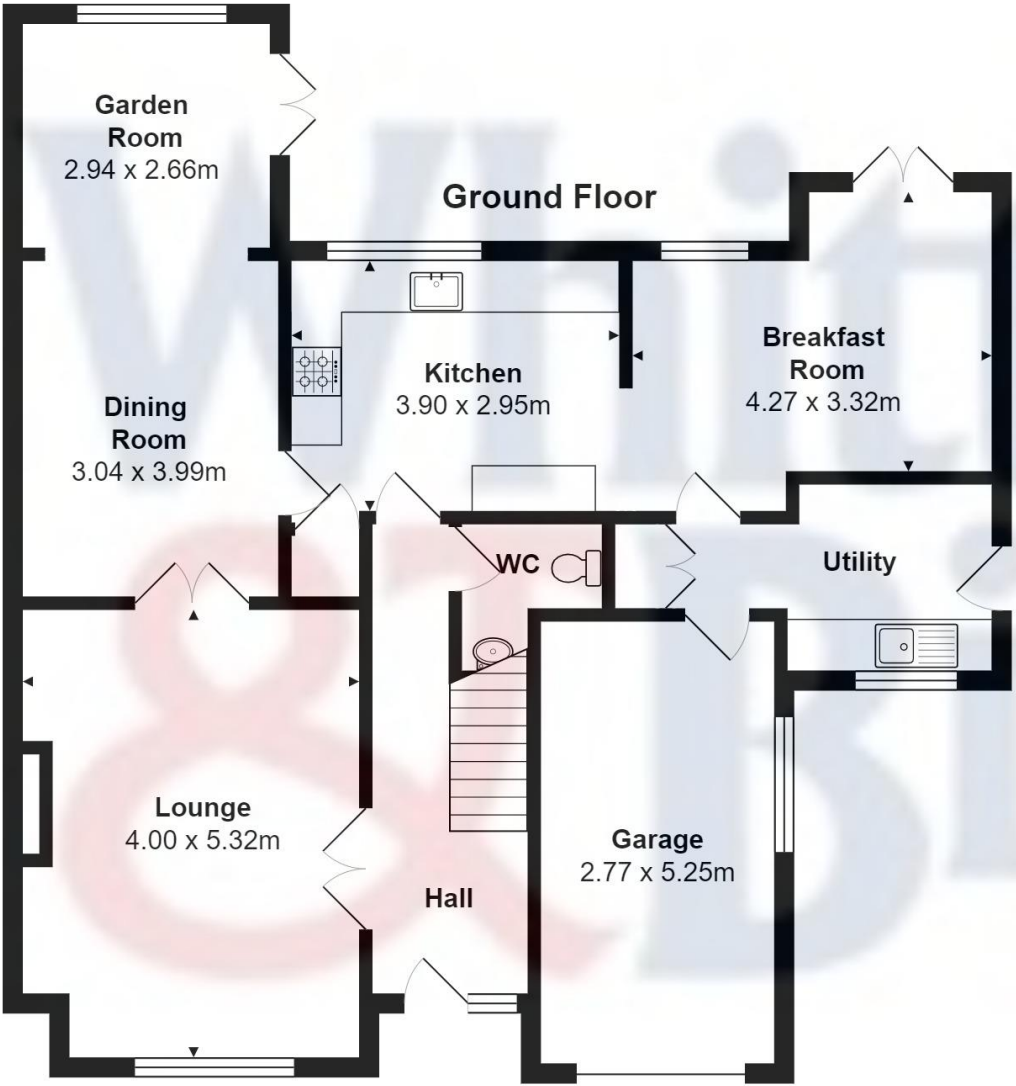 Garden
Room
2.94 x 2.66m
Ground Floor
Breakfast
Room
4.27 x 3.32m
Kitchen
3.90 x 2.95m
Dining
Room
3.04 x 3.99m
WC
Utility
Lounge
4.00 x 5.32m
Garage
2.77 x 5.25m
Hall
Whit
& Bi